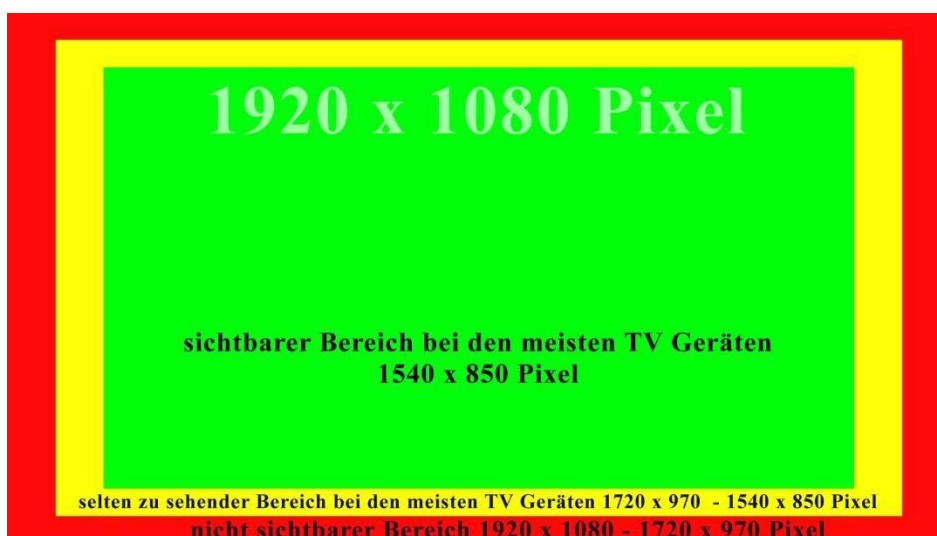 1920 x 1080 Pixel
sichtbarer Bereich bei den meisten TV Geräten
1540 x 850 Pixel
selten zu sehender Bereich bei den meisten TV Geräten 1720 x 970 - 1540 x 850 Pixel
nicht sichtbarer Bereich 1920 x 1080 - 1720 x 970 Pixel